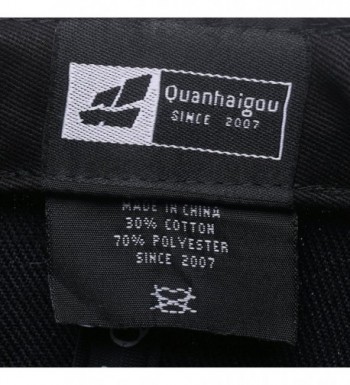 Quanhaigou
SINCE 2007
MADE IN CHINA
30% COTTON
70% POLYESTER
SINCE 2007